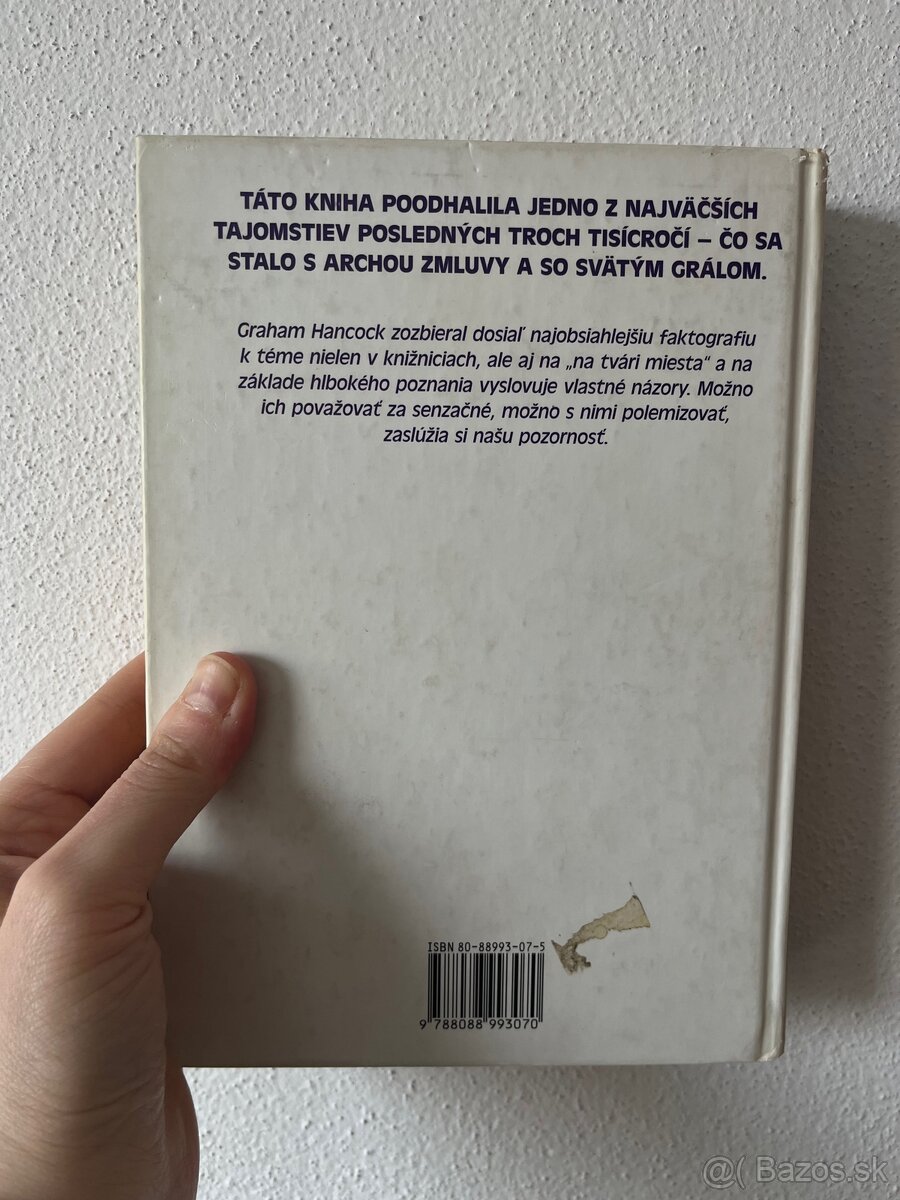 TÁTO KNIHA POODHALILA JEDNO Z NAJVÄČŠÍCH
TAJOMSTIEV POSLEDNÝCH TROCH TISÍCROČÍ – ČO SA
STALO S ARCHOU ZMLUVY A SO SVÄTÝM GRÁLOM.
Graham Hancock zozbieral dosiaľ najobsiahlejšiu faktografiu
k téme nielen v knižniciach, ale aj na „na tvári miesta“ a na
základe hlbokého poznania vyslovuje vlastné názory. Možno
ich považovať za senzačné, možno s nimi polemizovať,
zaslúžia si našu pozornosť.
ISBN 80-88993-07-5
9 788088 993070
@( Bazos.sk